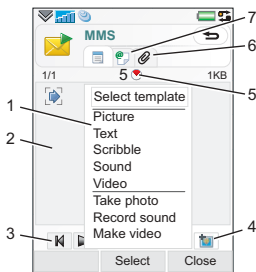 MMS
7
6
1/1
5
1KB
5
1
Select template
Picture
Text
Scribble
Sound
Video
Take photo
Record sound
Make video
2
3
4
Select
Close